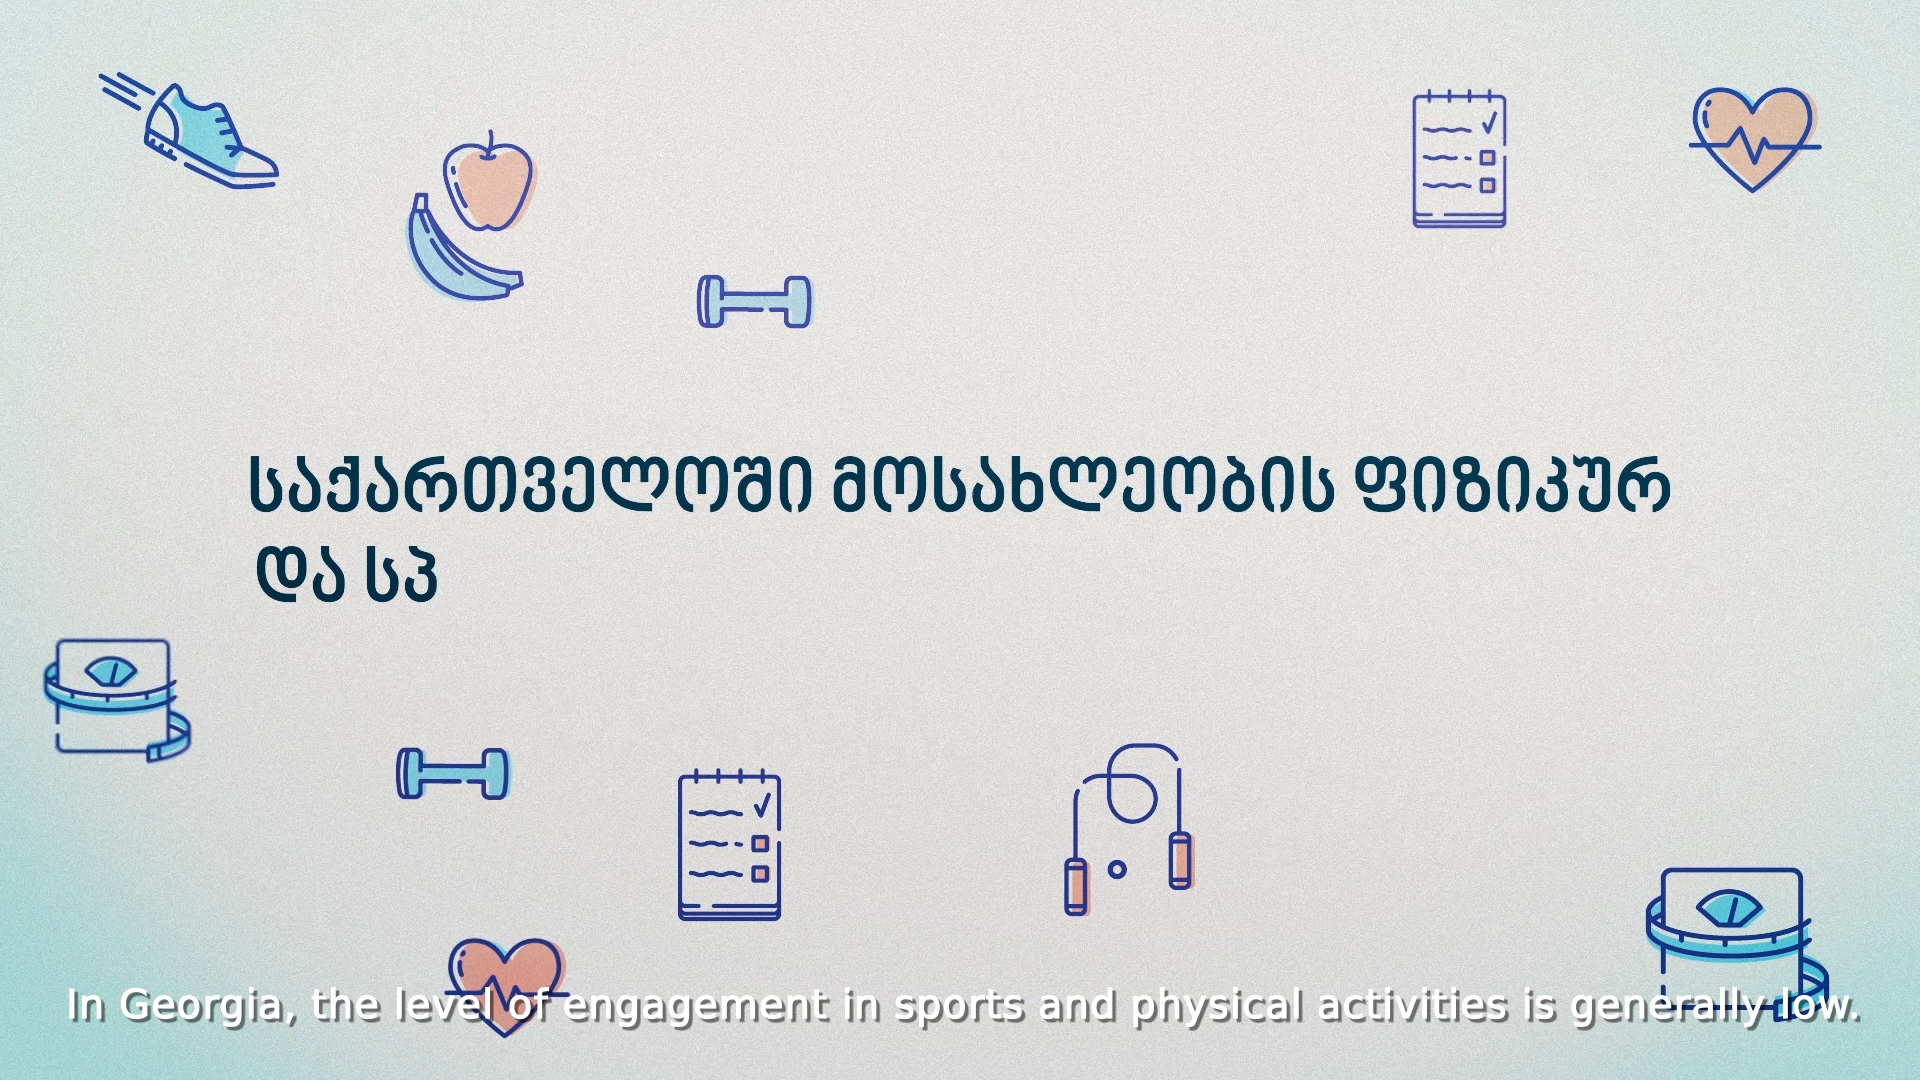 საქართველოში მოსახლეობის ფიზიკურ
და სპ
In Georgia, the level of engagement in sports and physical activities is generally low.